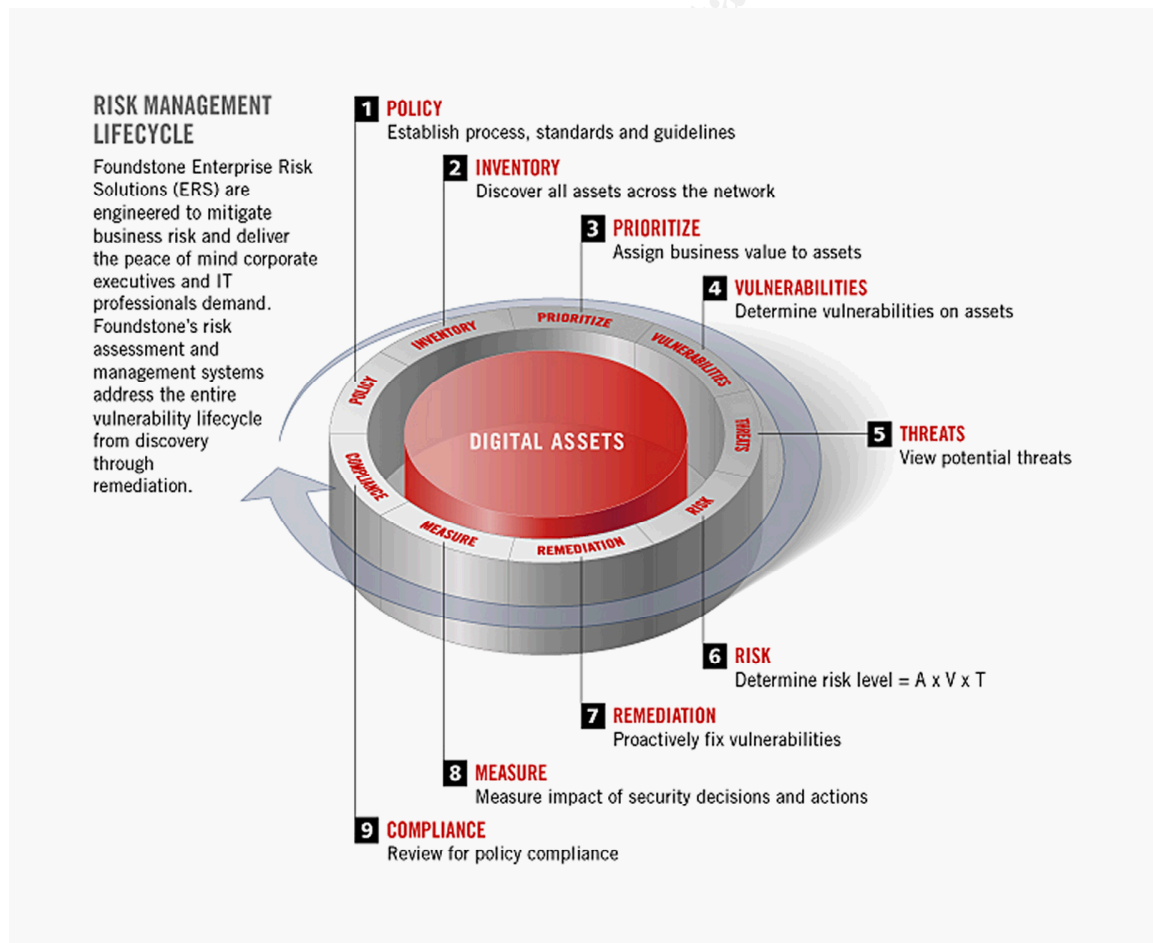 RISK MANAGEMENT
LIFECYCLE
Foundstone Enterprise Risk
Solutions (ERS) are
engineered to mitigate
business risk and deliver
the peace of mind corporate
executives and IT
professionals demand.
Foundstone's risk
assessment and
management systems
address the entire
vulnerability lifecycle
from discovery
through
remediation.
1 POLICY
Establish process, standards and guidelines
2 INVENTORY
Discover all assets across the network
3 PRIORITIZE
Assign business value to assets
4 VULNERABILITIES
Determine vulnerabilities on assets
5 THREATS
View potential threats
6 RISK
Determine risk level = A x V x T
7 REMEDIATION
Proactively fix vulnerabilities
8 MEASURE
Measure impact of security decisions and actions
9 COMPLIANCE
Review for policy compliance
POLICY
INVENTORY
PRIORITIZE
VULNERABILITIES
THREATS
RISK
REMEDIATION
MEASURE
COMPLIANCE
DIGITAL ASSETS